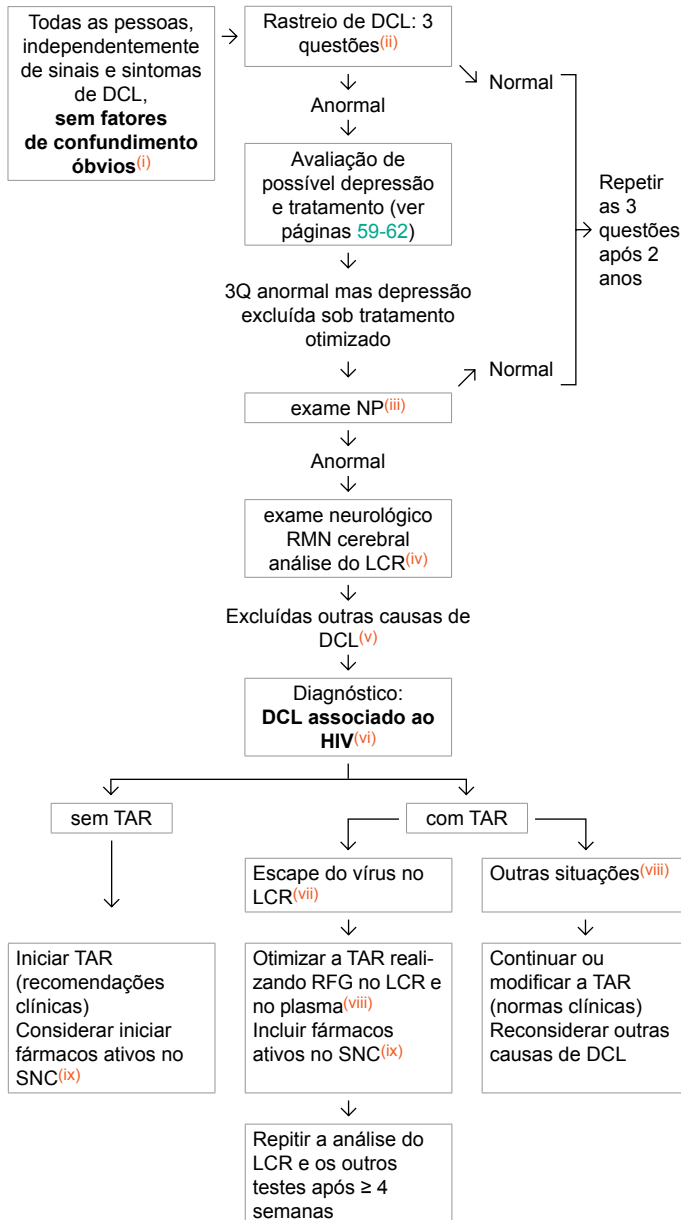 Todas as pessoas,
independentemente
de sinais e sintomas
de DCL,
sem fatores
de confundimento
óbvios(i)
Rastreio de DCL: 3
questões(ii)
Normal
Anormal
Avaliação de
possível depressão
e tratamento (ver
páginas 59-62)
Repetir
as 3
questões
após 2
anos
3Q anormal mas depressão
excluída sob tratamento
otimizado
Normal
exame NP(iii)
Anormal
exame neurológico
RMN cerebral
análise do LCR(iv)
Excluídas outras causas de
DCL(v)
Diagnóstico:
DCL associado ao
HIV(vi)
sem TAR
com TAR
Escape do vírus no
LCR(vii)
Outras situações(viii)
Iniciar TAR
(recomendações
clínicas)
Considerar iniciar
fármacos ativos no
SNC(ix)
Otimizar a TAR reali-
zando RFG no LCR e
no plasma(viii)
Incluir fármacos
ativos no SNC(ix)
Continuar ou
modificar a TAR
(normas clínicas)
Reconsiderar outras
causas de DCL
Repitir a análise do
LCR e os outros
testes após ≥ 4
semanas